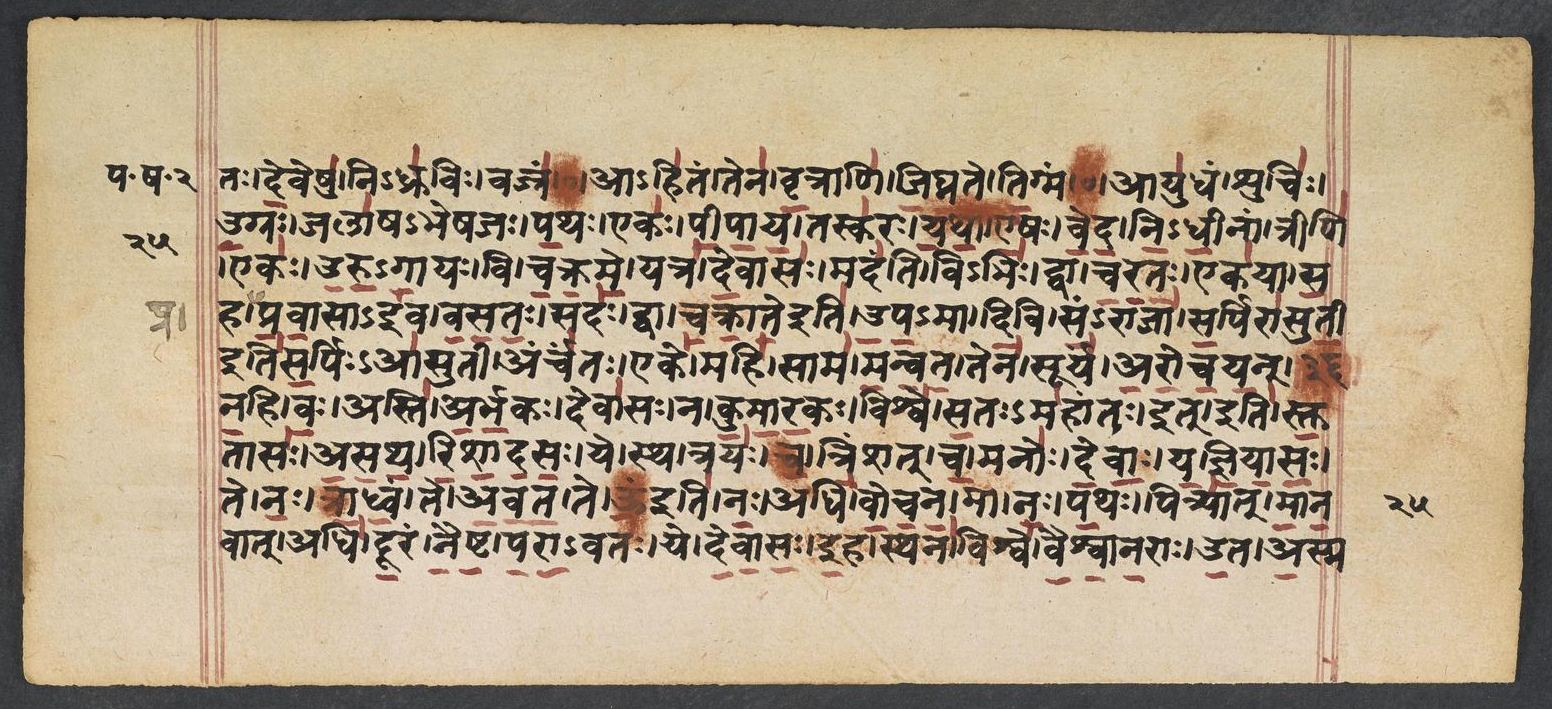 प॰ष॰२
तः।देवेषु।निऽध्रुविः।वज्रं।आऽहितं।तेन।वृत्राणि।जिघ्नते।तिग्मं।आयुधं।शुचिः।
उग्रः।जलाषऽभेषजः।पथः।एकः।पीपाय।तस्करः।यथा।एषः।वेद।निऽधीनां।त्रीणि
२५
।एकः।उरुऽगायः।वि।चक्रमे।यत्र।देवासः।मदंति।विऽभिः।द्वा।चरतः।एकया।स
ह।प्रवासाऽइव।वसतः।सदः।द्वा।चक्राते इति।उपऽमा।दिवि।संऽराजा।सर्पिरासुती
प्र।
इतिसर्पिःऽआसुती।अर्चंतः।एके।महि।साम।मन्वत।तेन।सूर्यं।अरोचयन्।३६
नहि।वः।अस्ति।अर्भकः।देवासः।न।कुमारकः।विश्वे।सतःऽमहांतः।इत्।इति।स्तु
तासः।असथ।रिशादसः।ये।स्थ।त्रयः।च।त्रिंशत्।च।मनोः।देवाः।यज्ञियासः।
ते।नः।त्राध्वं।ते।अवत।ते।ऊंइति।नः।अधि।वोचत।मा।नः।पथः।पित्र्यात्।मान
२५
वात्।अधि।दूरं।नैष्ट।पराऽवतः।ये।देवासः।इह।स्थन।विश्वे।वैश्वानराः।उत।अस्म